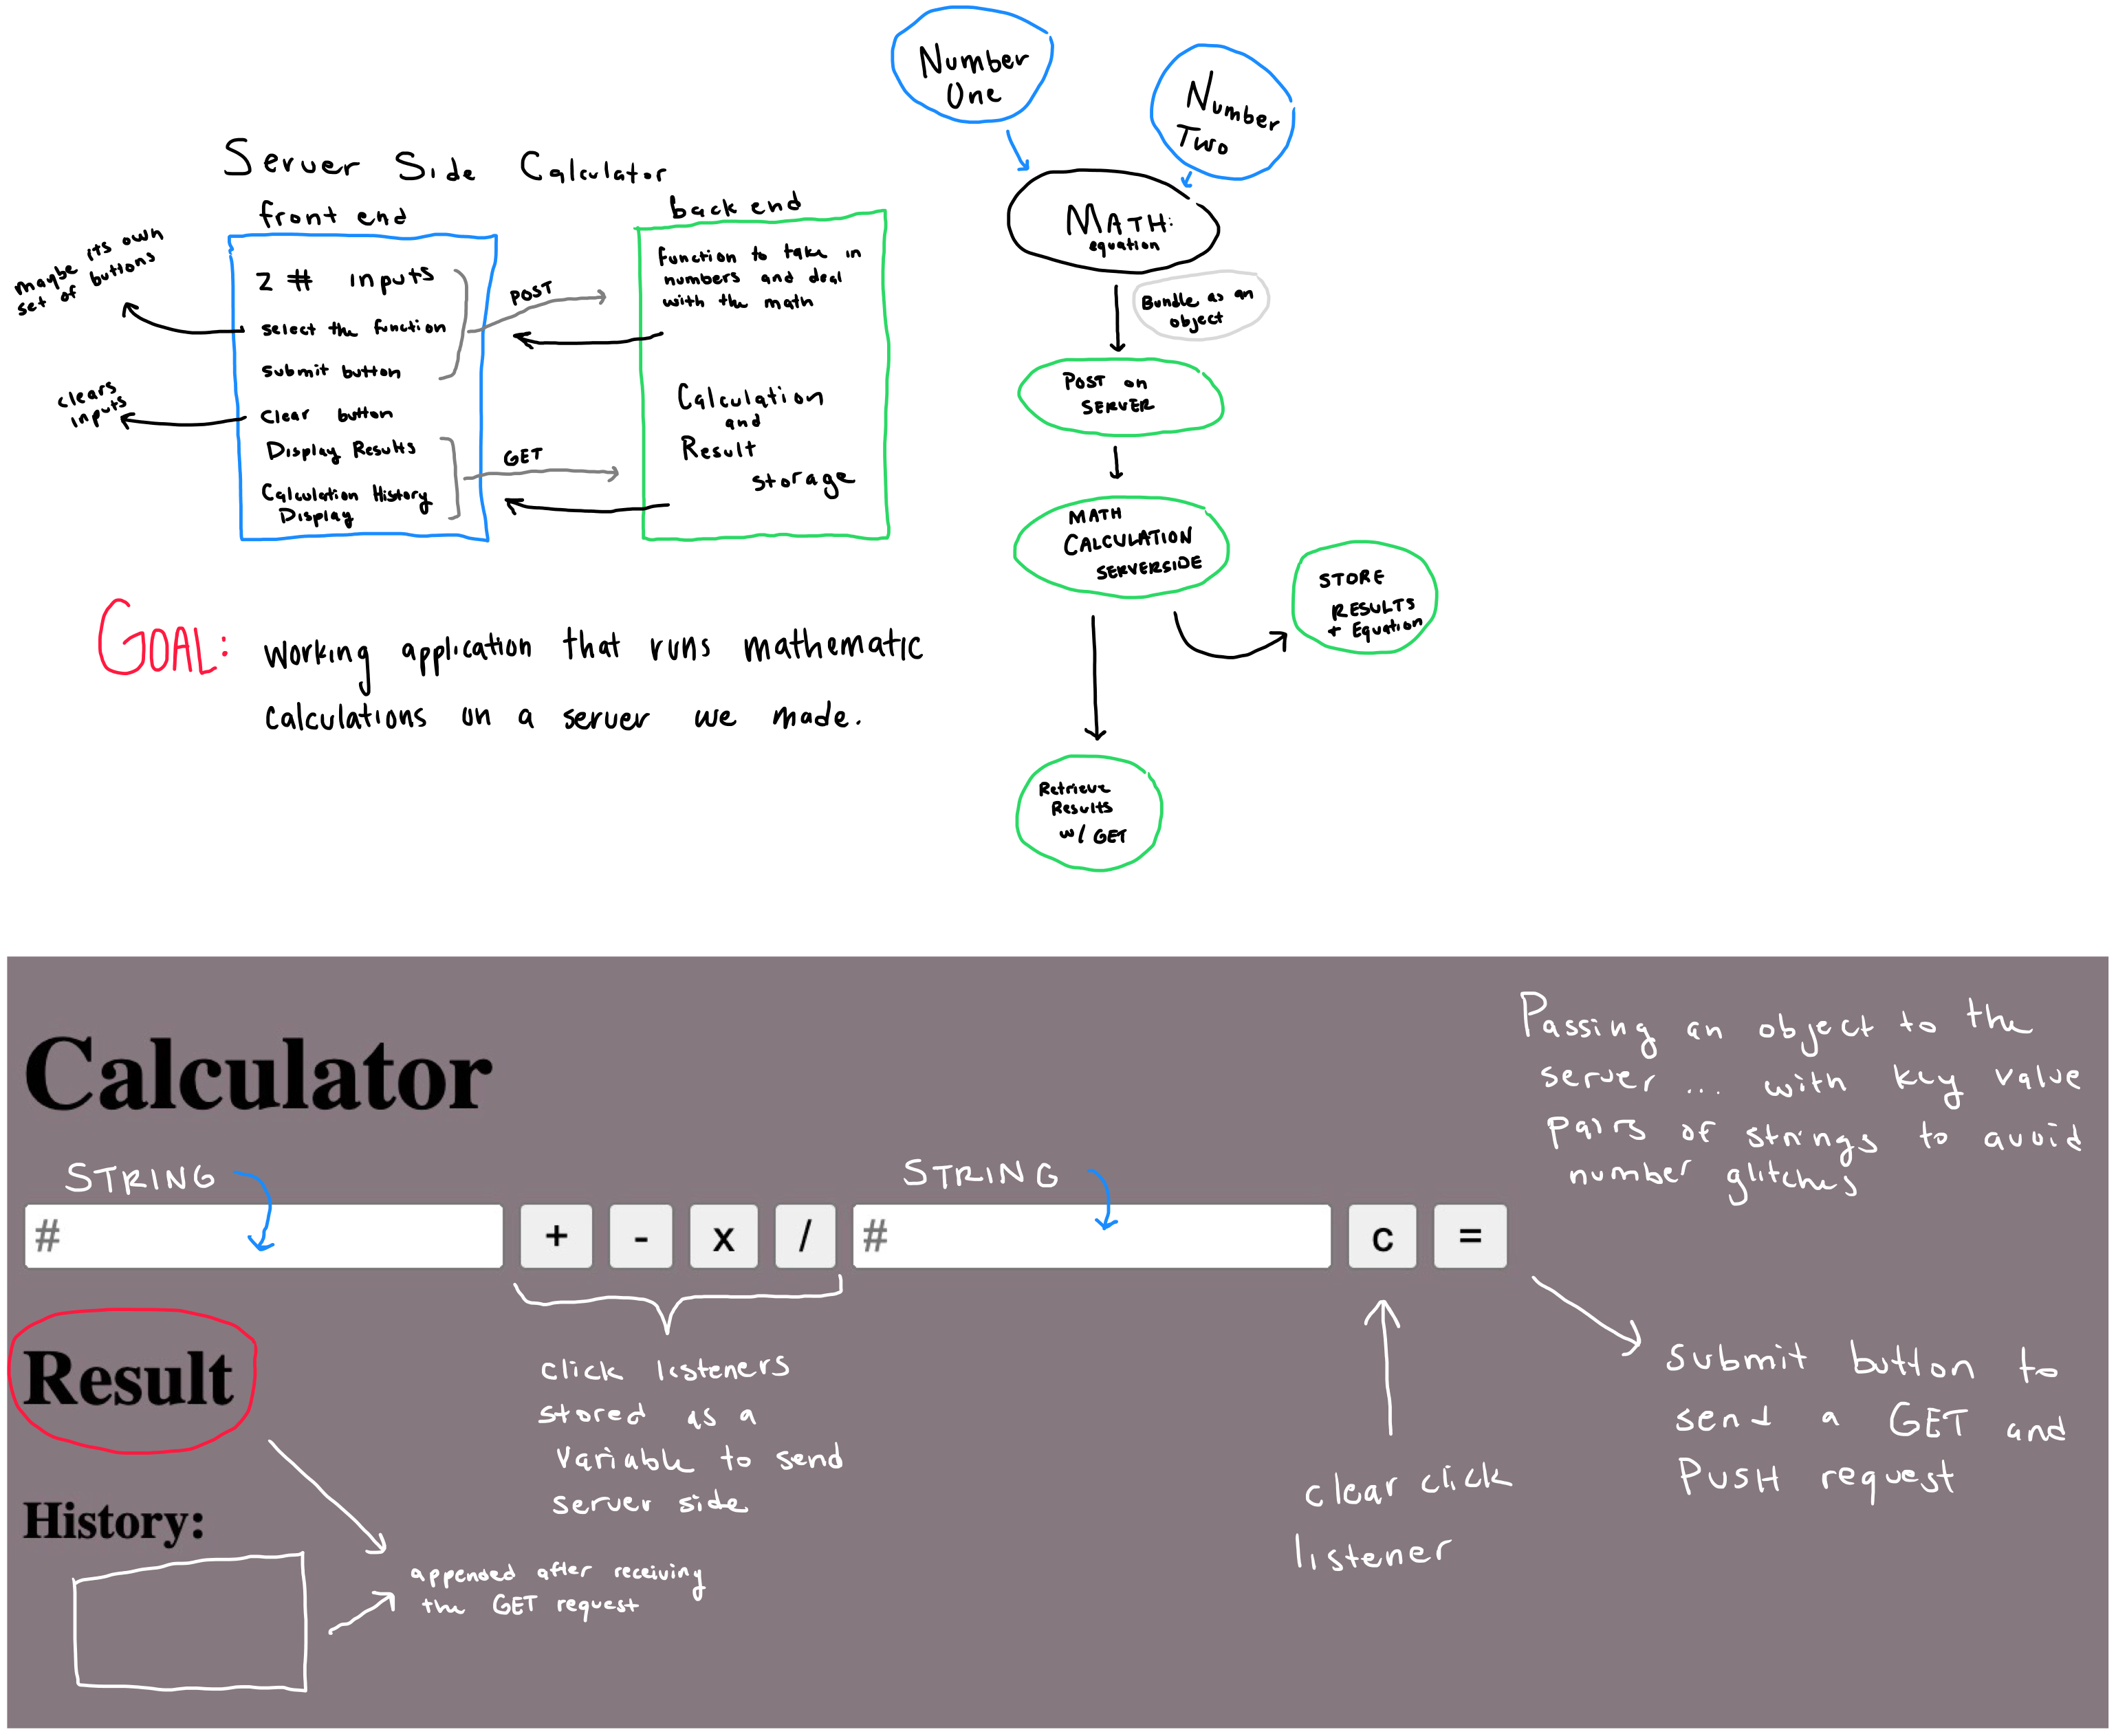 Number
One
Number
Two
MATH:
equation
Bundle as an
object
POST on
SERVER
MATH
CALCULATION
SERVERSIDE
STORE
RESULTS
+ Equation
Retrieve
Results
w/ GET
Server Side Calculator
front end
back end
maybe its own
set of buttons
2 # inputs
select the function
submit button
clears
inputs
Clear button
Display Results
Calculation History
Display
POST
GET
function to take in
numbers and deal
with the math
Calculation
and
Result
storage
GOAL: Working application that runs mathematic
calculations on a server we made.
Calculator
Passing an object to the
server ... with key value
pairs of strings to avoid
number glitches
STRING
STRING
# + - x / # c =
Result
click listeners
stored as a
variable to send
server side.
clear click
listener
Submit button to
send a GET and
PUSH request
History:
appended after receiving
the GET request